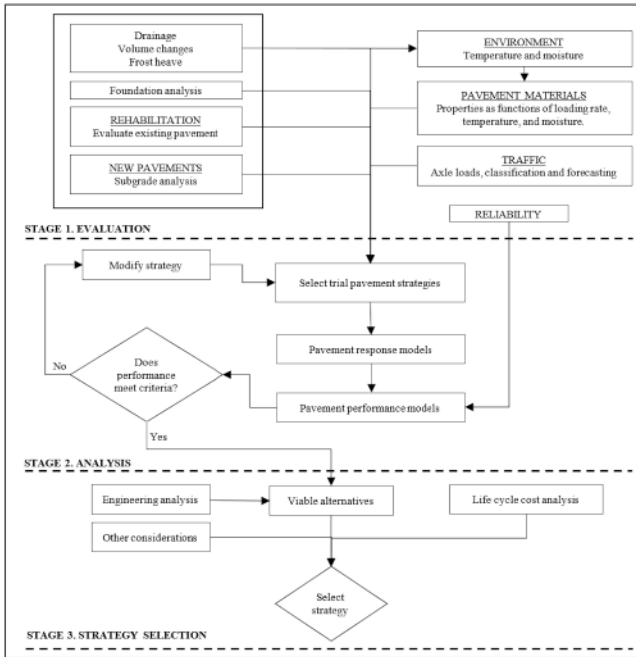 Drainage
Volume changes
Frost heave
ENVIRONMENT
Temperature and moisture
Foundation analysis
PAVEMENT MATERIALS
Properties as functions of loading rate,
temperature, and moisture.
REHABILITATION
Evaluate existing pavement
NEW PAVEMENTS
Subgrade analysis
TRAFFIC
Axle loads, classification and forecasting
RELIABILITY
STAGE 1. EVALUATION
Modify strategy
Select trial pavement strategies
Pavement response models
No
Does
performance
meet criteria?
Pavement performance models
Yes
STAGE 2. ANALYSIS
Engineering analysis
Viable alternatives
Life cycle cost analysis
Other considerations
Select
strategy
STAGE 3. STRATEGY SELECTION